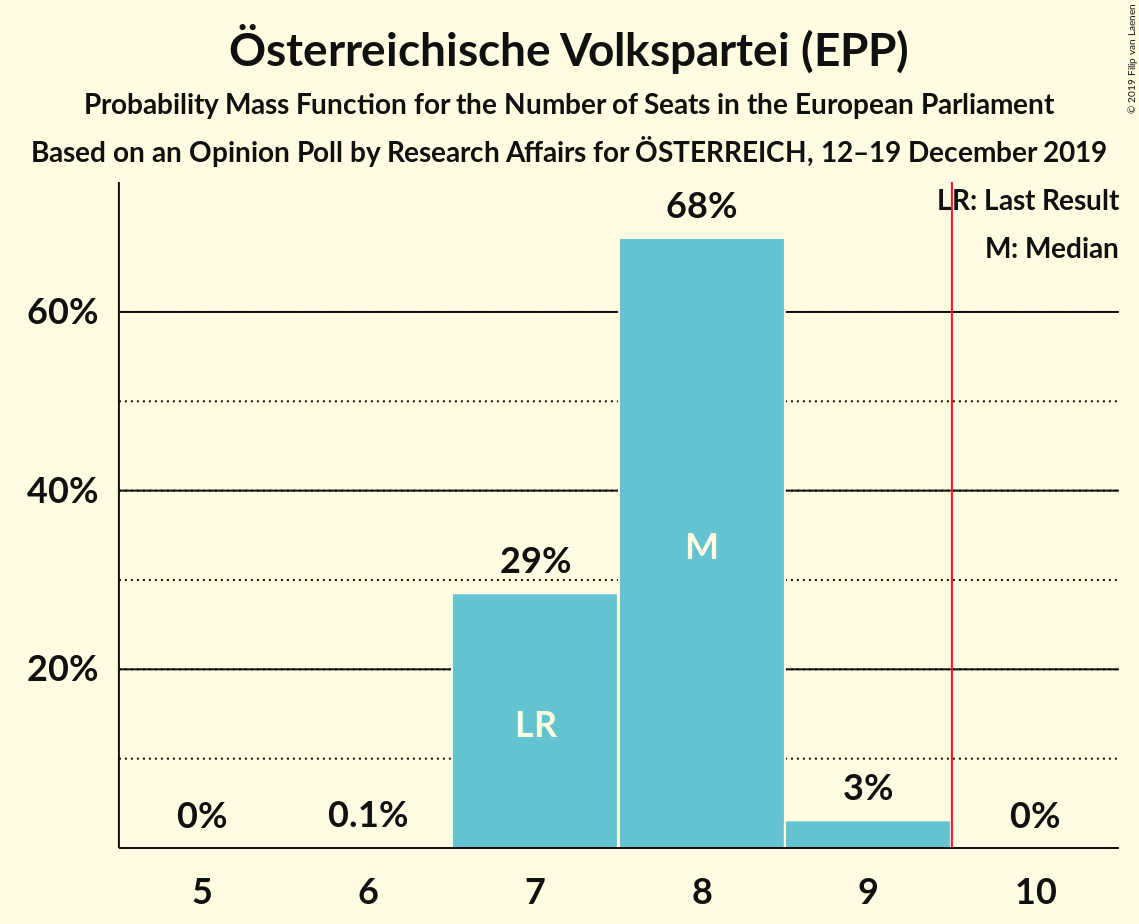 Österreichische Volkspartei (EPP)
Probability Mass Function for the Number of Seats in the European Parliament
Based on an Opinion Poll by Research Affairs for ÖSTERREICH, 12–19 December 2019
© 2019 Filip van Laenen
LR: Last Result
M: Median
68%
60%
40%
29%
20%
M
LR
0%
0.1%
3%
0%
5
6
7
8
9
10